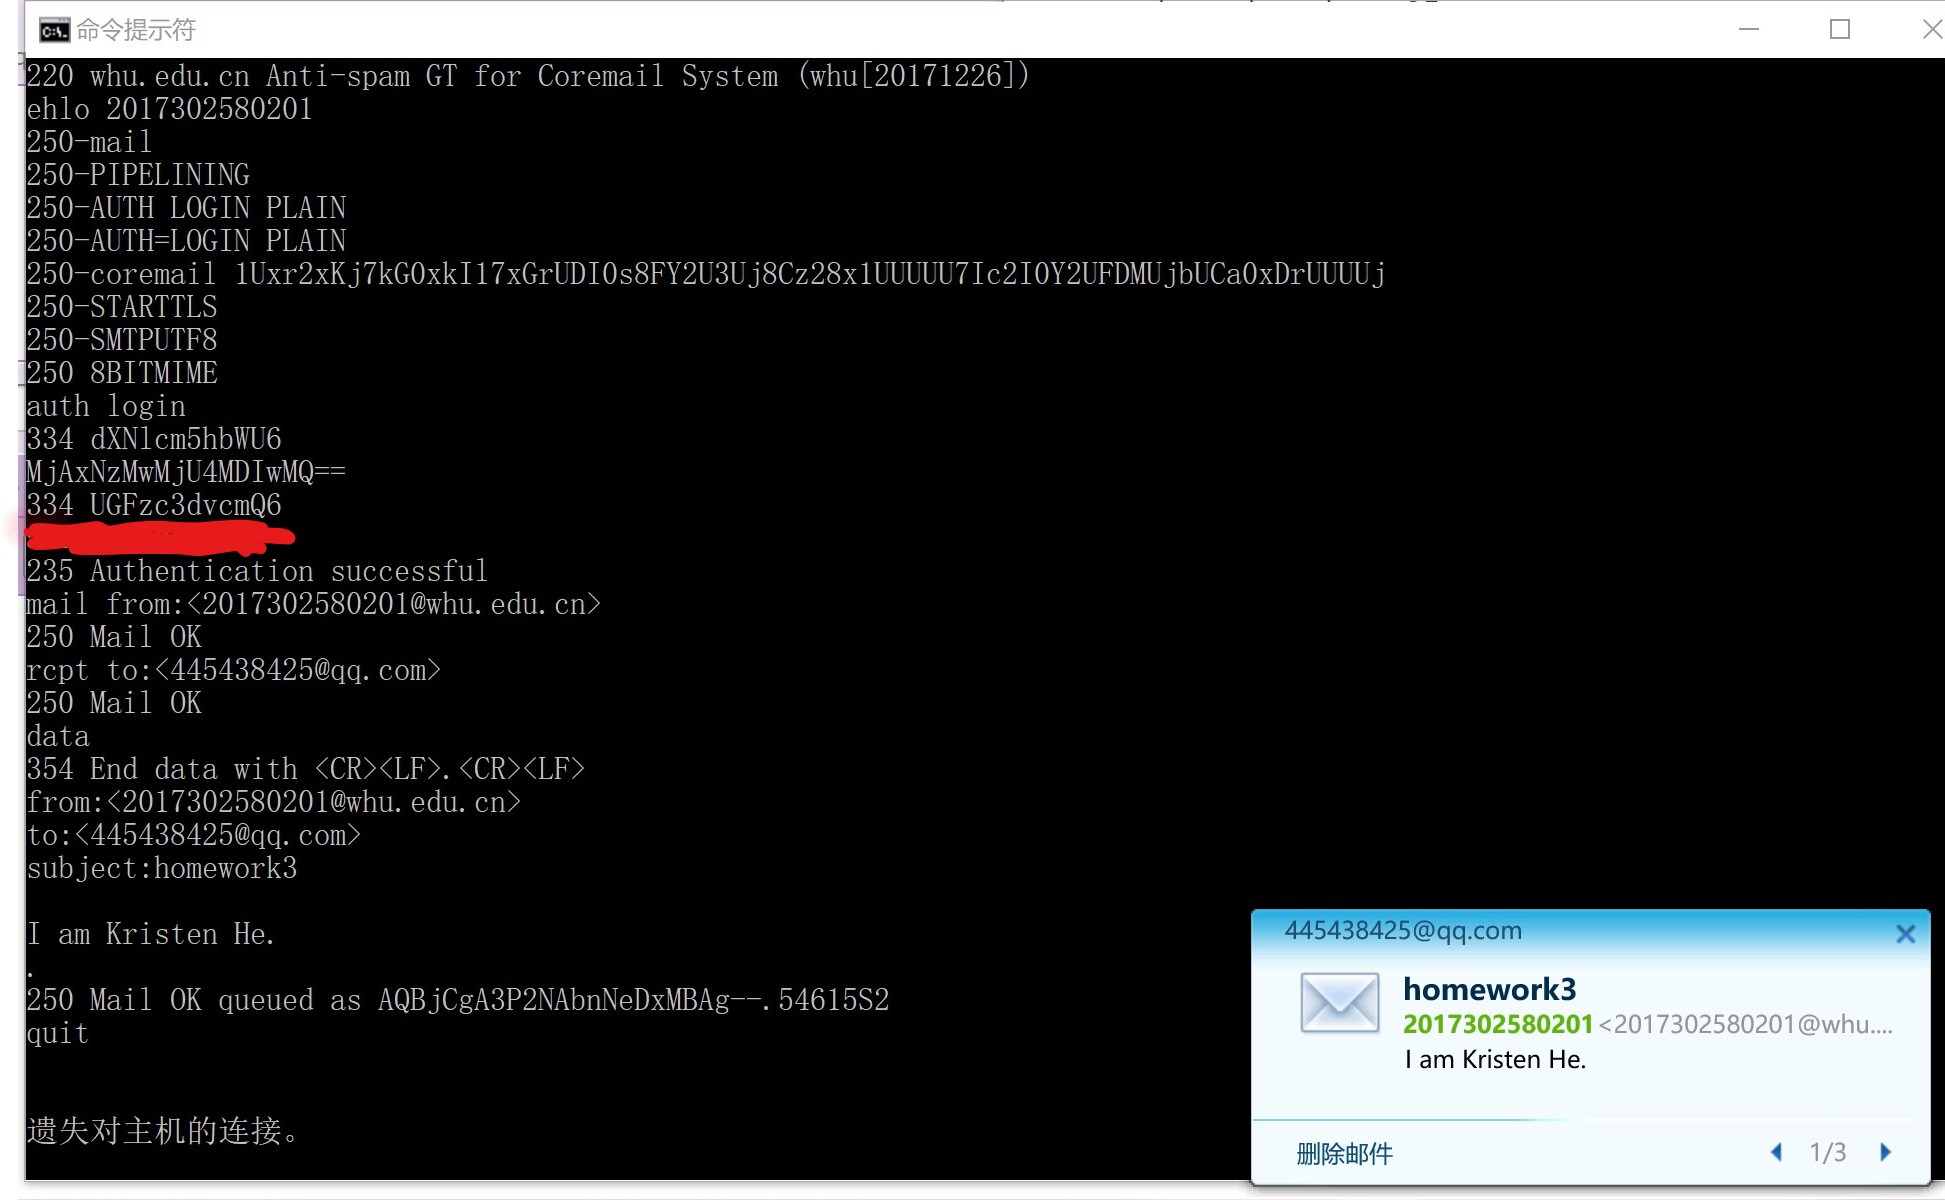 命令提示符
220 whu.edu.cn Anti-spam GT for Coremail System (whu[20171226])
ehlo 2017302580201
250-mail
250-PIPELINING
250-AUTH LOGIN PLAIN
250-AUTH=LOGIN PLAIN
250-coremail 1Uxr2xKj7kG0xkI17xGrUDI0s8FY2U3Uj8Cz28x1UUUUU7Ic2I0Y2UFDMUjbUCa0xDrUUUUj
250-STARTTLS
250-SMTPUTF8
250 8BITMIME
auth login
334 dXNlcm5hbWU6
MjAxNzMwMjU4MDIwMQ==
334 UGFzc3dvcmQ6
235 Authentication successful
mail from:<2017302580201@whu.edu.cn>
250 Mail OK
rcpt to:<445438425@qq.com>
250 Mail OK
data
354 End data with <CR><LF>.<CR><LF>
from:<2017302580201@whu.edu.cn>
to:<445438425@qq.com>
subject:homework3
I am Kristen He.
.
250 Mail OK queued as AQBjCgA3P2NAbnNeDxMBAg--.54615S2
quit
遗失对主机的连接。
445438425@qq.com
homework3
2017302580201<2017302580201@whu....
I am Kristen He.
删除邮件
1/3